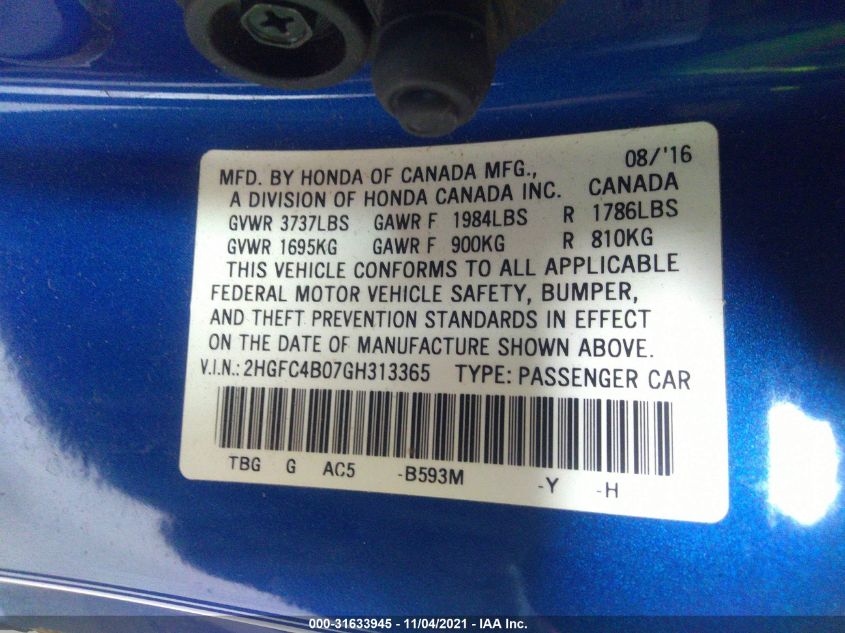 MFD. BY HONDA OF CANADA MFG., 08/'16
A DIVISION OF HONDA CANADA INC. CANADA
GVWR 3737LBS GAWR F 1984LBS R 1786LBS
GVWR 1695KG GAWR F 900KG R 810KG
THIS VEHICLE CONFORMS TO ALL APPLICABLE
FEDERAL MOTOR VEHICLE SAFETY, BUMPER,
AND THEFT PREVENTION STANDARDS IN EFFECT
ON THE DATE OF MANUFACTURE SHOWN ABOVE.
V.I.N.: 2HGFC4B07GH313365 TYPE: PASSENGER CAR
TBG G AC5 -B593M -Y -H
000-31633945 - 11/04/2021 - IAA Inc.